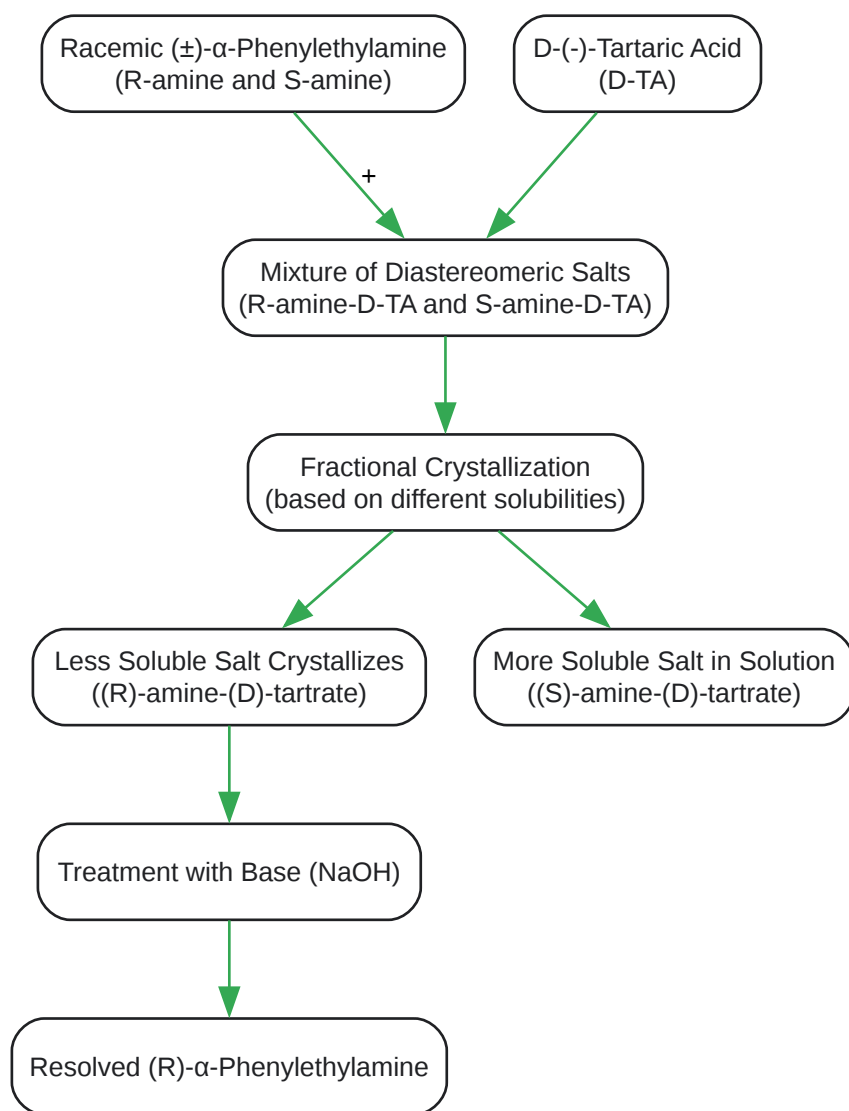 Racemic (±)-α-Phenylethylamine
(R-amine and S-amine)
D-(-)-Tartaric Acid
(D-TA)
+
Mixture of Diastereomeric Salts
(R-amine-D-TA and S-amine-D-TA)
Fractional Crystallization
(based on different solubilities)
Less Soluble Salt Crystallizes
((R)-amine-(D)-tartrate)
More Soluble Salt in Solution
((S)-amine-(D)-tartrate)
Treatment with Base (NaOH)
Resolved (R)-α-Phenylethylamine